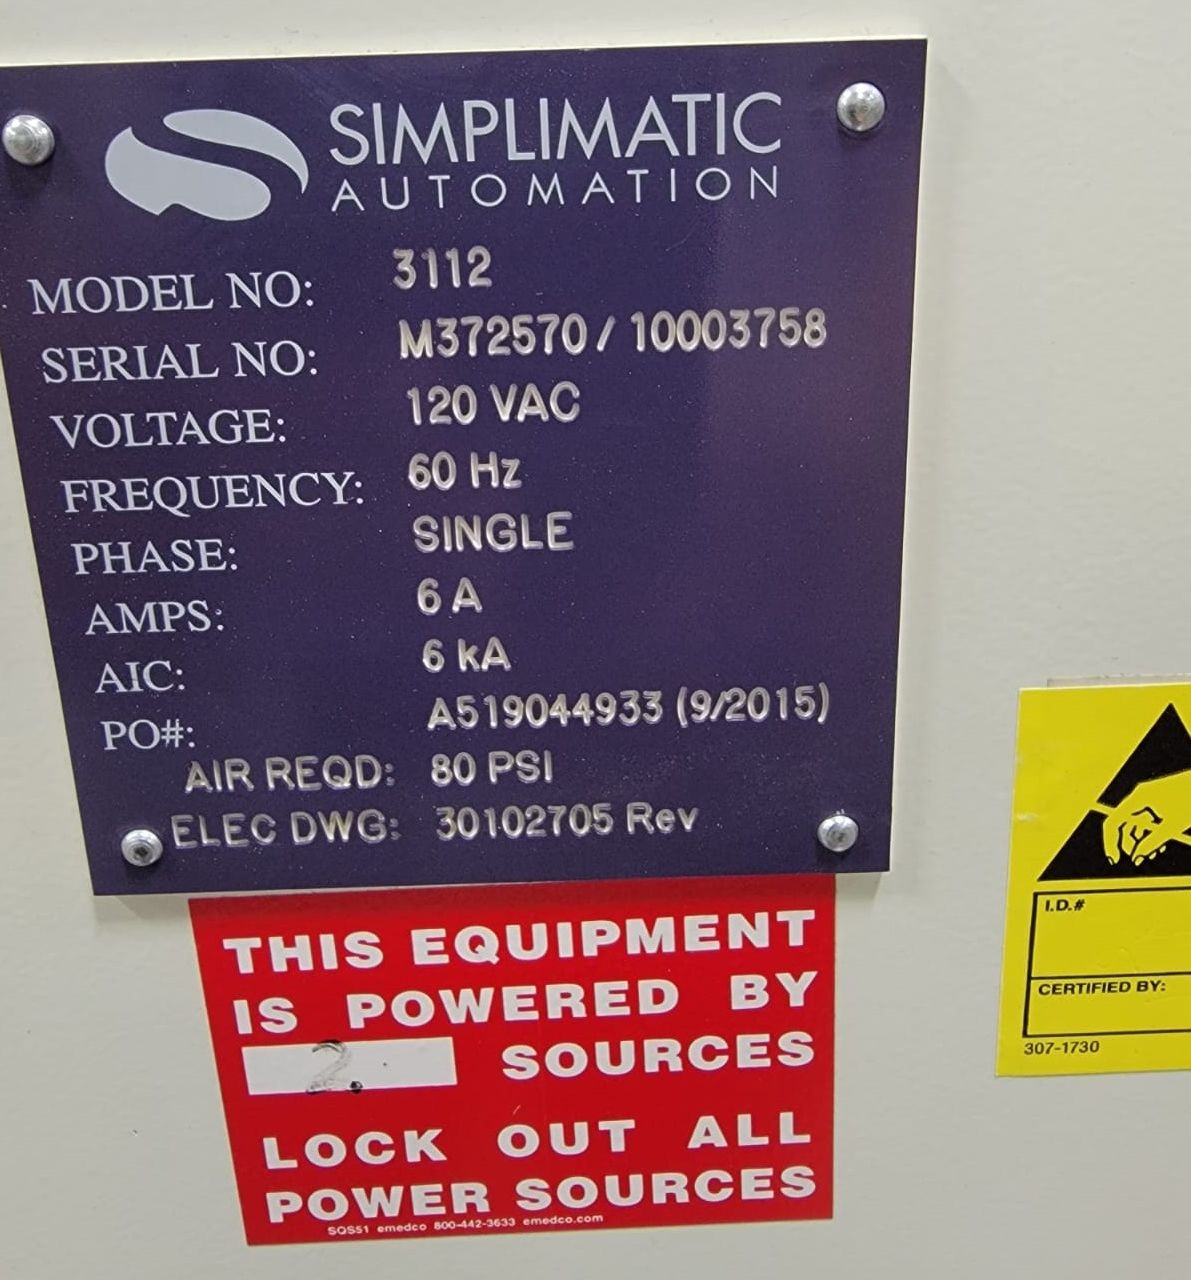 SIMPLIMATIC
AUTOMATION
MODEL NO: 3112
SERIAL NO: M372570 / 10003758
VOLTAGE: 120 VAC
FREQUENCY: 60 Hz
PHASE: SINGLE
AMPS: 6 A
AIC: 6 kA
PO#: A519044933 (9/2015)
AIR REQD: 80 PSI
ELEC DWG: 30102705 Rev
THIS EQUIPMENT
IS POWERED BY
2. SOURCES
LOCK OUT ALL
POWER SOURCES
SQS51 emedco 800-442-3633 emedco.com
I.D.#
CERTIFIED BY:
307-1730